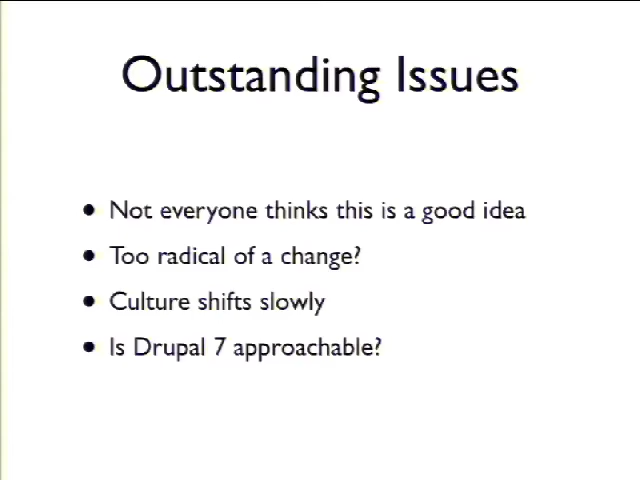 Outstanding Issues
• Not everyone thinks this is a good idea
• Too radical of a change?
• Culture shifts slowly
• Is Drupal 7 approachable?